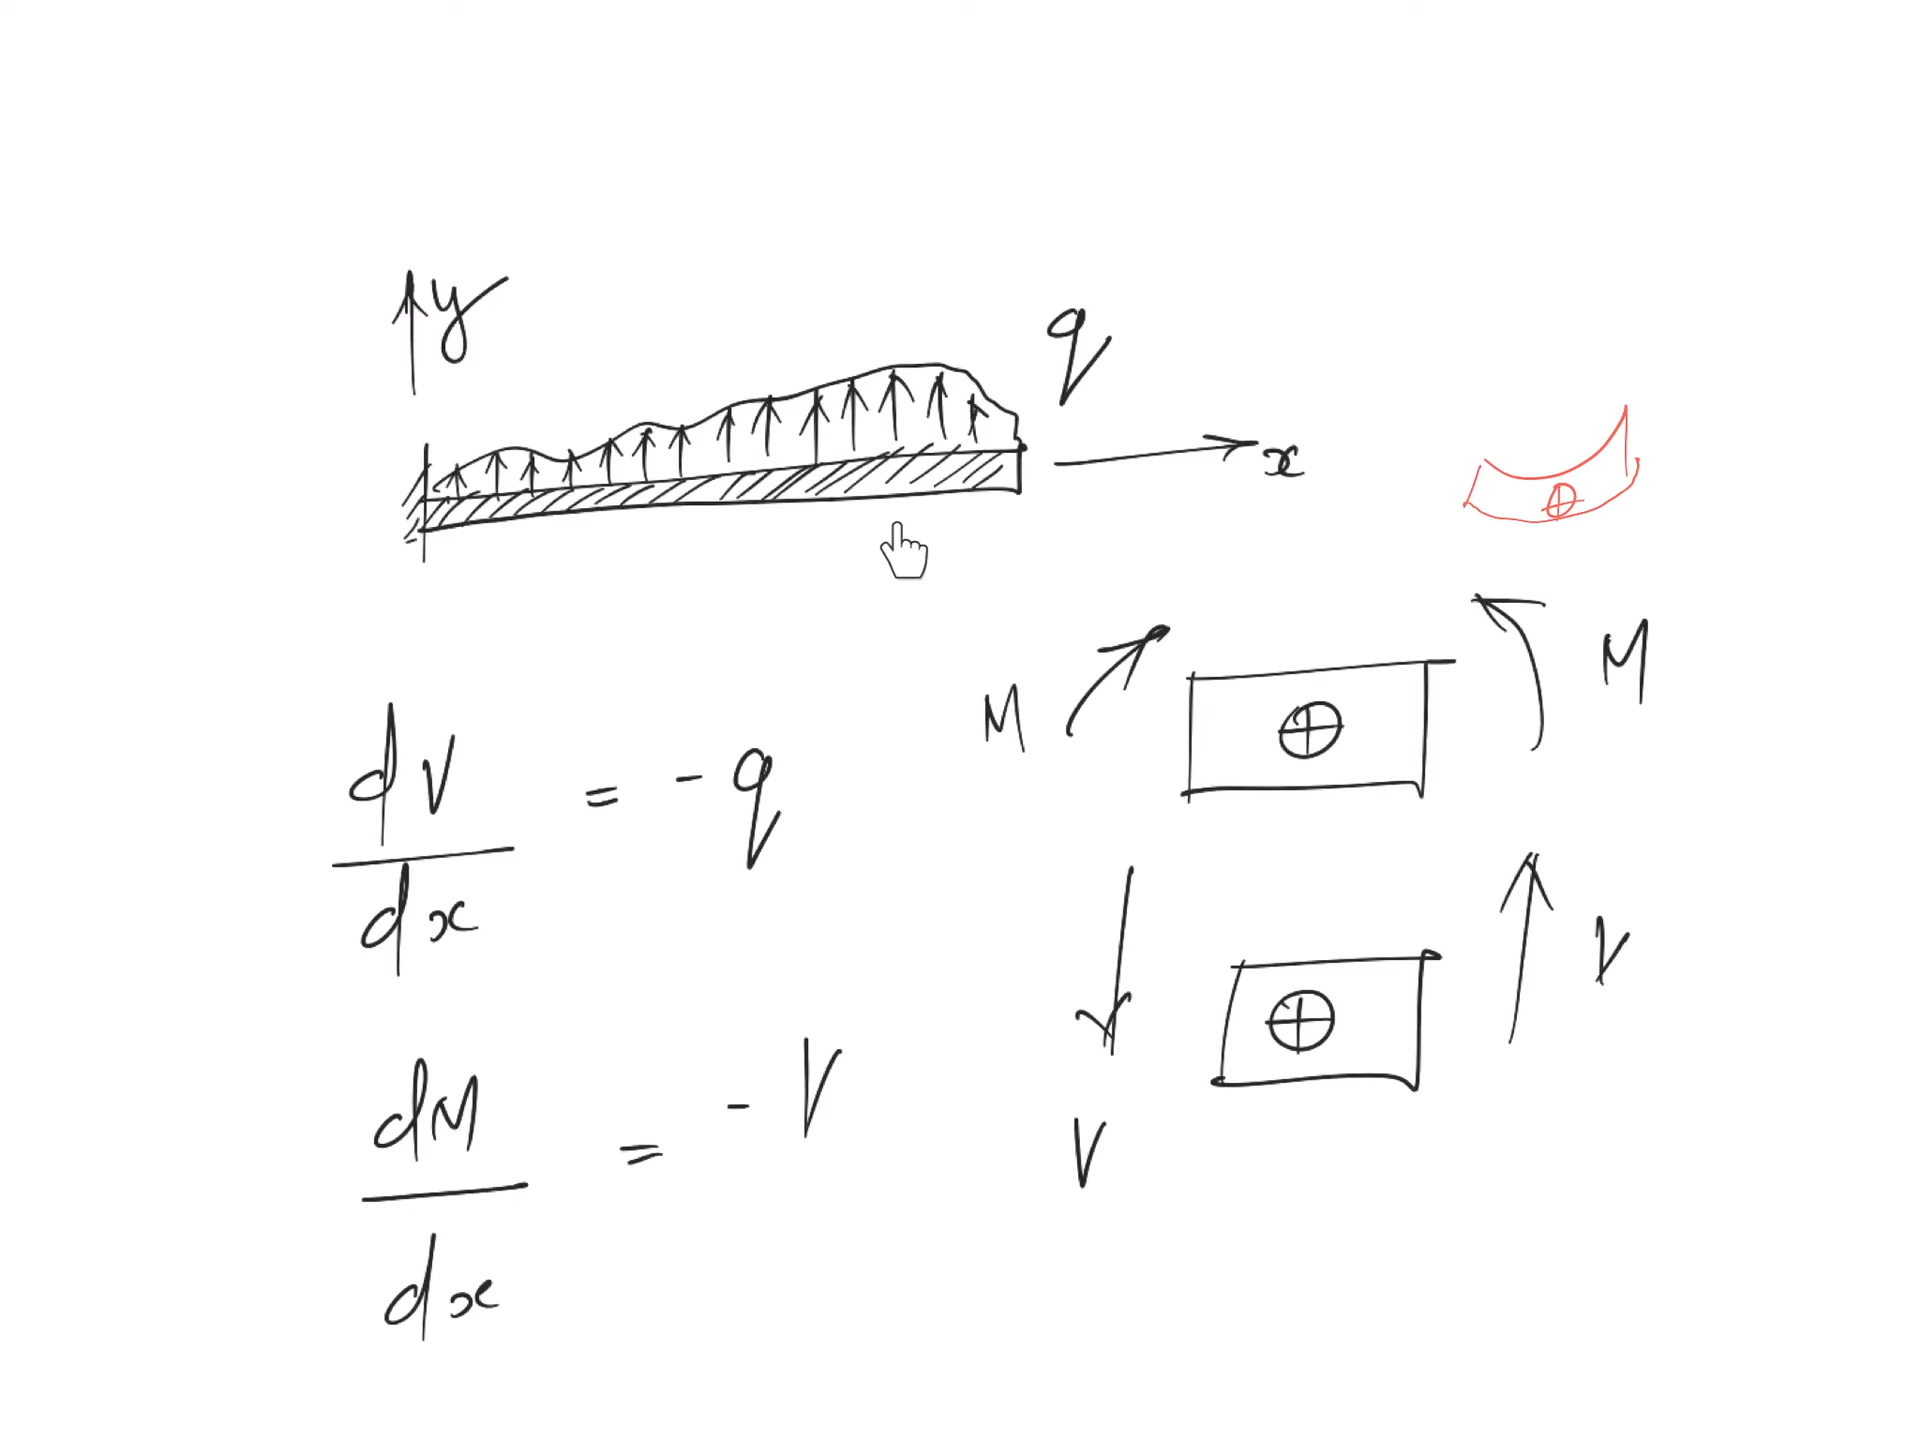 y
q
x
M
M
dV/dx = - q
V
dM/dx = - V
V